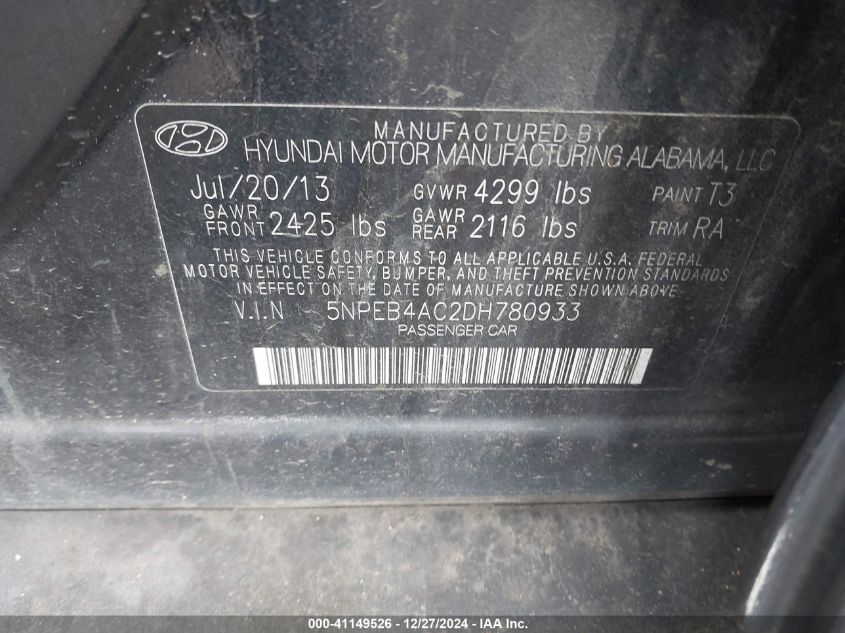 MANUFACTURED BY
HYUNDAI MOTOR MANUFACTURING ALABAMA, LLC
Jul/20/13 GVWR 4299 lbs PAINT T3
GAWR FRONT 2425 lbs GAWR REAR 2116 lbs TRIM RA
THIS VEHICLE CONFORMS TO ALL APPLICABLE U.S.A. FEDERAL
MOTOR VEHICLE SAFETY, BUMPER, AND THEFT PREVENTION STANDARDS
IN EFFECT ON THE DATE OF MANUFACTURE SHOWN ABOVE.
V.I.N 5NPEB4AC2DH780933
PASSENGER CAR
000-41149526 - 12/27/2024 - IAA Inc.